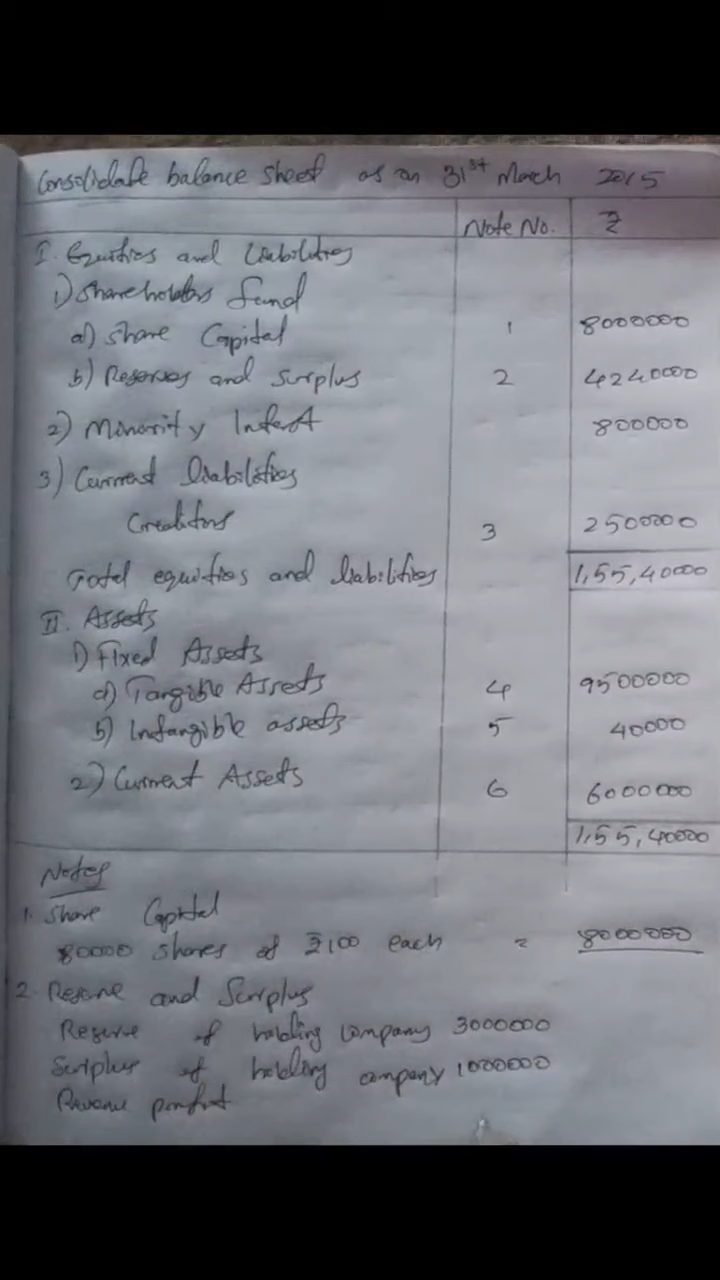 Consolidate balance sheet as on 31st March 2015
Note No. ₹
I. Equities and Liabilities
1) Shareholders fund
a) Share Capital 1 8000000
b) Reserves and Surplus 2 4240000
2) Minority Interest 800000
3) Current liabilities
Creditors 3 2500000
Total equities and liabilities 1,55,40000
II. Assets
1) Fixed Assets
a) Tangible Assets 4 9500000
b) Intangible assets 5 40000
2) Current Assets 6 6000000
1,55,40000
Notes
1. Share Capital
80000 shares of ₹100 each = 8000000
2. Reserve and Surplus
Reserve of holding company 3000000
Surplus of holding company 1000000
Revenue profit